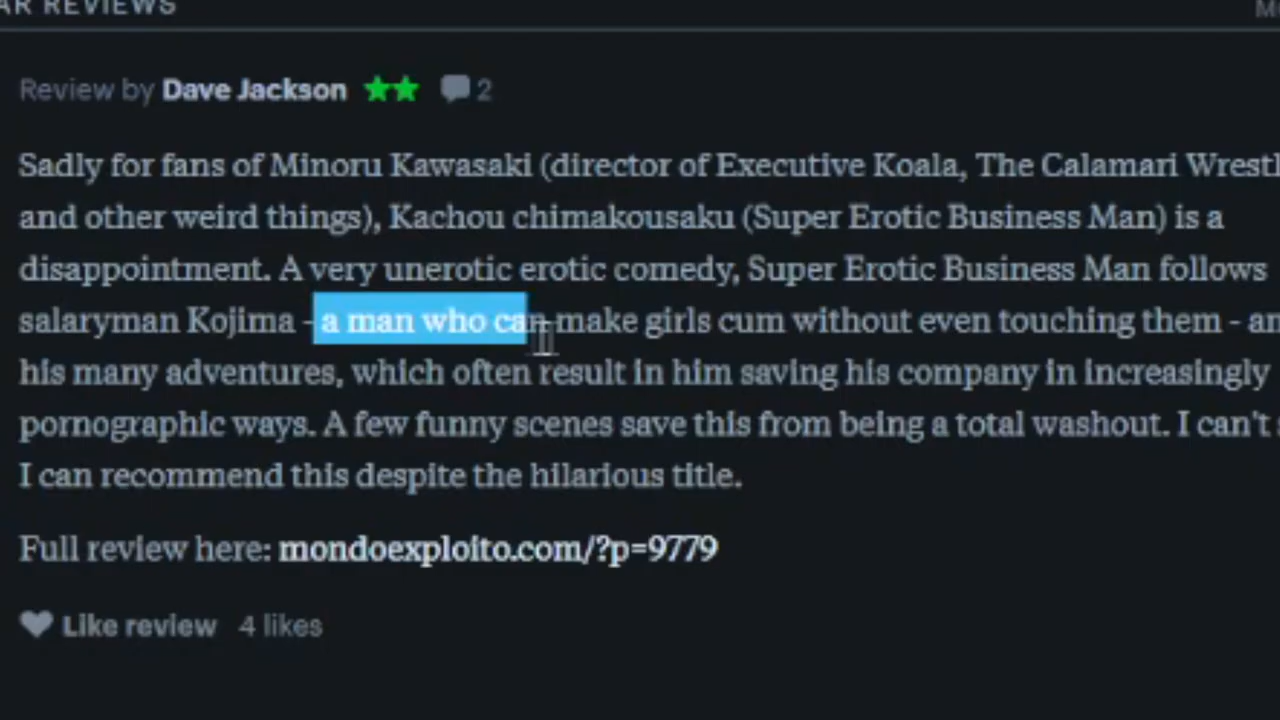 REVIEWS
Review by Dave Jackson ★★ 2
Sadly for fans of Minoru Kawasaki (director of Executive Koala, The Calamari
and other weird things), Kachou chimakousaku (Super Erotic Business Man) is a
disappointment. A very unerotic erotic comedy, Super Erotic Business Man follows
salaryman Kojima - a man who can make girls cum without even touching them -
his many adventures, which often result in him saving his company in increasingly
pornographic ways. A few funny scenes save this from being a total washout. I can't
I can recommend this despite the hilarious title.
Full review here: mondoexploito.com/?p=9779
Like review 4 likes